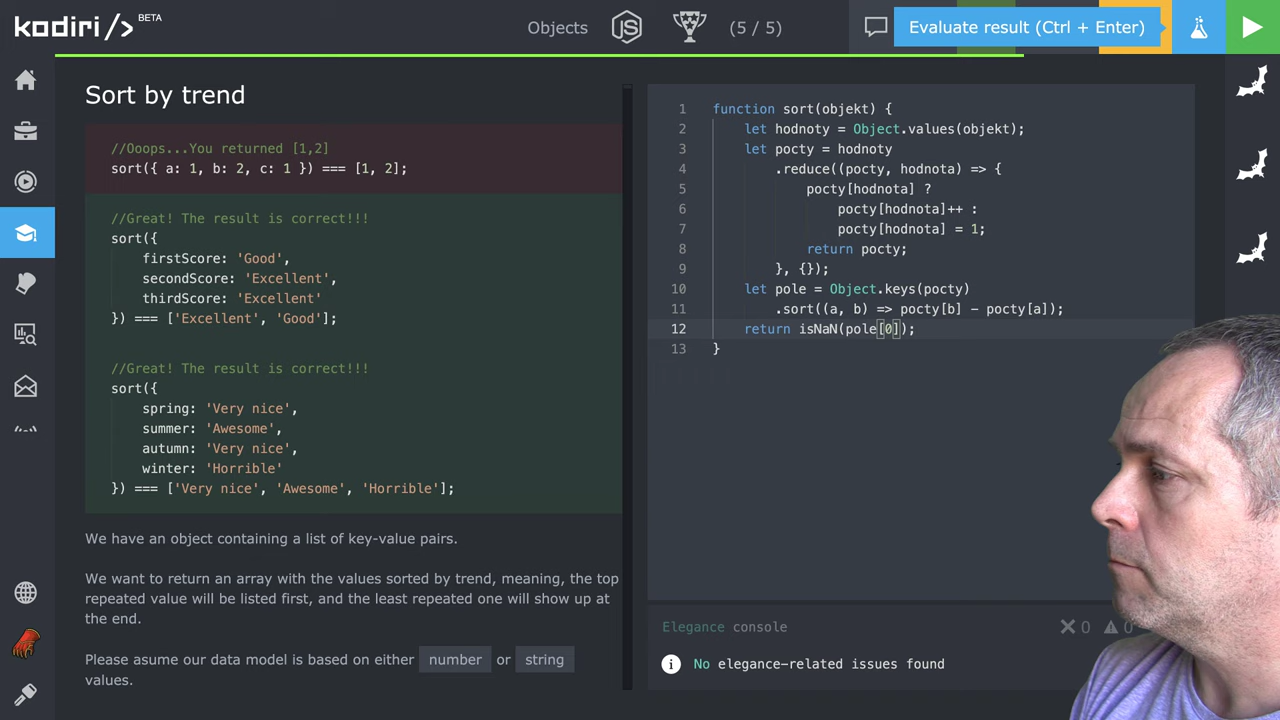 kodiri/> BETA
Objects
(5 / 5)
Evaluate result (Ctrl + Enter)
Sort by trend
//Ooops...You returned [1,2]
sort({ a: 1, b: 2, c: 1 }) === [1, 2];
//Great! The result is correct!!!
sort({
firstScore: 'Good',
secondScore: 'Excellent',
thirdScore: 'Excellent'
}) === ['Excellent', 'Good'];
//Great! The result is correct!!!
sort({
spring: 'Very nice',
summer: 'Awesome',
autumn: 'Very nice',
winter: 'Horrible'
}) === ['Very nice', 'Awesome', 'Horrible'];
We have an object containing a list of key-value pairs.
We want to return an array with the values sorted by trend, meaning, the top
repeated value will be listed first, and the least repeated one will show up at
the end.
Please asume our data model is based on either number or string
values.
1 function sort(objekt) {
2 let hodnoty = Object.values(objekt);
3 let pocty = hodnoty
4 .reduce((pocty, hodnota) => {
5 pocty[hodnota] ?
6 pocty[hodnota]++ :
7 pocty[hodnota] = 1;
8 return pocty;
9 }, {});
10 let pole = Object.keys(pocty)
11 .sort((a, b) => pocty[b] - pocty[a]);
12 return isNaN(pole[0]);
13 }
Elegance console
0
0
No elegance-related issues found